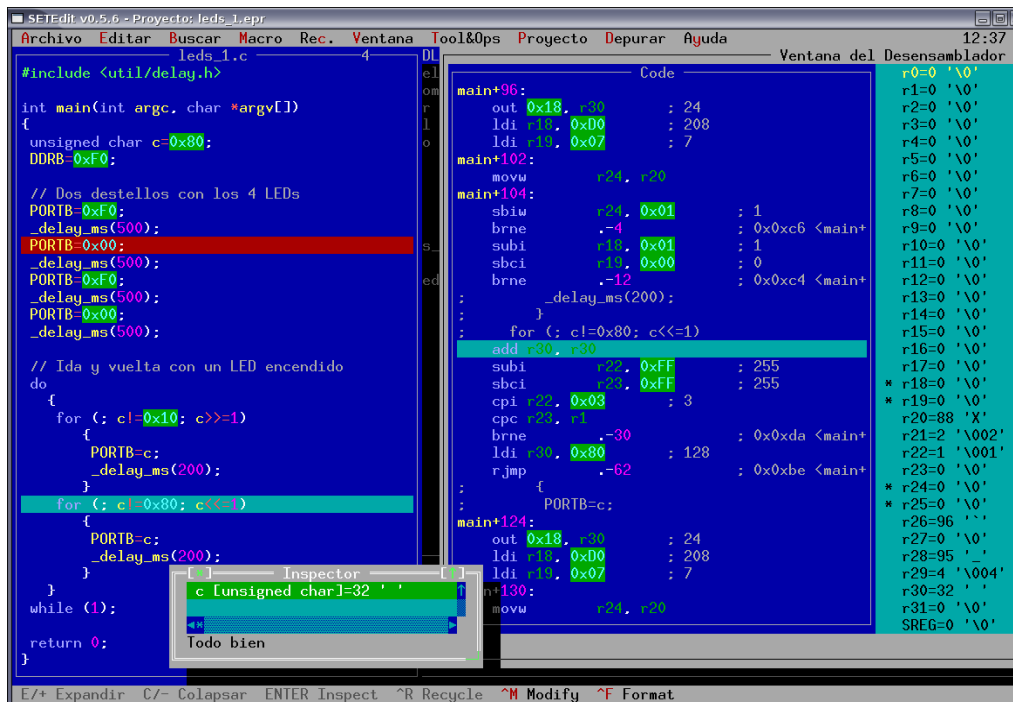 SETEdit v0.5.6 - Proyecto: leds_1.epr
Archivo Editar Buscar Macro Rec. Ventana Tool&Ops Proyecto Depurar Ayuda 12:37
leds_1.c 4
#include <util/delay.h>
int main(int argc, char *argv[])
{
unsigned char c=0x80;
DDRB=0xF0;
// Dos destellos con los 4 LEDs
PORTB=0xF0;
_delay_ms(500);
PORTB=0x00;
_delay_ms(500);
PORTB=0xF0;
_delay_ms(500);
PORTB=0x00;
_delay_ms(500);
// Ida y vuelta con un LED encendido
do
{
for (; c!=0x10; c>>=1)
{
PORTB=c;
_delay_ms(200);
}
for (; c!=0x80; c<<=1)
{
PORTB=c;
_delay_ms(200);
}
}
while (1);
return 0;
}
DL
el
om
r
l
o
s_
ed
Ventana del Desensamblador
Code
main+96:
out 0x18, r30 ; 24
ldi r18, 0xD0 ; 208
ldi r19, 0x07 ; 7
main+102:
movw r24, r20
main+104:
sbiw r24, 0x01 ; 1
brne .-4 ; 0x0xc6 <main+
subi r18, 0x01 ; 1
sbci r19, 0x00 ; 0
brne .-12 ; 0x0xc4 <main+
; _delay_ms(200);
; }
; for (; c!=0x80; c<<=1)
add r30, r30
subi r22, 0xFF ; 255
sbci r23, 0xFF ; 255
cpi r22, 0x03 ; 3
cpc r23, r1
brne .-30 ; 0x0xda <main+
ldi r30, 0x80 ; 128
rjmp .-62 ; 0x0xbe <main+
; {
; PORTB=c;
main+124:
out 0x18, r30 ; 24
ldi r18, 0xD0 ; 208
ldi r19, 0x07 ; 7
n+130:
movw r24, r20
r0=0 '\0'
r1=0 '\0'
r2=0 '\0'
r3=0 '\0'
r4=0 '\0'
r5=0 '\0'
r6=0 '\0'
r7=0 '\0'
r8=0 '\0'
r9=0 '\0'
r10=0 '\0'
r11=0 '\0'
r12=0 '\0'
r13=0 '\0'
r14=0 '\0'
r15=0 '\0'
r16=0 '\0'
r17=0 '\0'
* r18=0 '\0'
* r19=0 '\0'
r20=88 'X'
r21=2 '\002'
r22=1 '\001'
r23=0 '\0'
* r24=0 '\0'
* r25=0 '\0'
r26=96 '`'
r27=0 '\0'
r28=95 '_'
r29=4 '\004'
r30=32 ' '
r31=0 '\0'
SREG=0 '\0'
Inspector
c [unsigned char]=32 ' '
Todo bien
E/+ Expandir C/- Colapsar ENTER Inspect ^R Recycle ^M Modify ^F Format